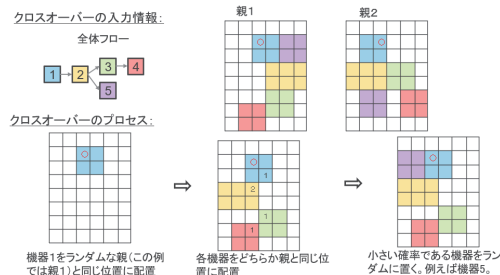 クロスオーバーの入力情報:
全体フロー
1
2
3
4
5
親1
親2
クロスオーバーのプロセス:
⇨
1
2
1
⇨
機器1をランダムな親(この例
では親1)と同じ位置に配置
各機器をどちらか親と同じ位
置に配置
小さい確率である機器をラン
ダムに置く。例えば機器5。